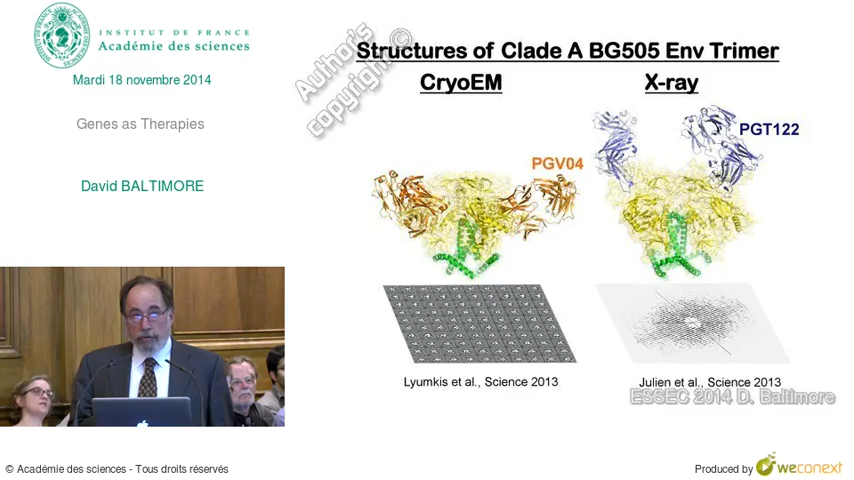 INSTITUT DE FRANCE
Académie des sciences
Mardi 18 novembre 2014
Genes as Therapies
David BALTIMORE
Author's
copyright ©
Structures of Clade A BG505 Env Trimer
CryoEM
X-ray
PGV04
PGT122
Lyumkis et al., Science 2013
Julien et al., Science 2013
ESSEC 2014 D. Baltimore
© Académie des sciences - Tous droits réservés
Produced by weconext